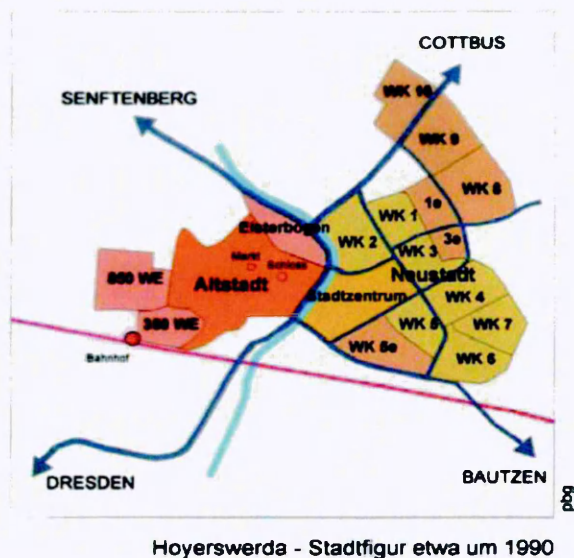 COTTBUS
SENFTENBERG
WK 10
WK 9
WK 8
1e
WK 1
Elsterbogen
WK 2
WK 3
3e
Markt
Schloss
850 WE
Altstadt
Neustadt
Stadtzentrum
WK 4
350 WE
WK 5
WK 7
WK 5e
WK 6
Bahnhof
DRESDEN
BAUTZEN
pbg
Hoyerswerda - Stadtfigur etwa um 1990